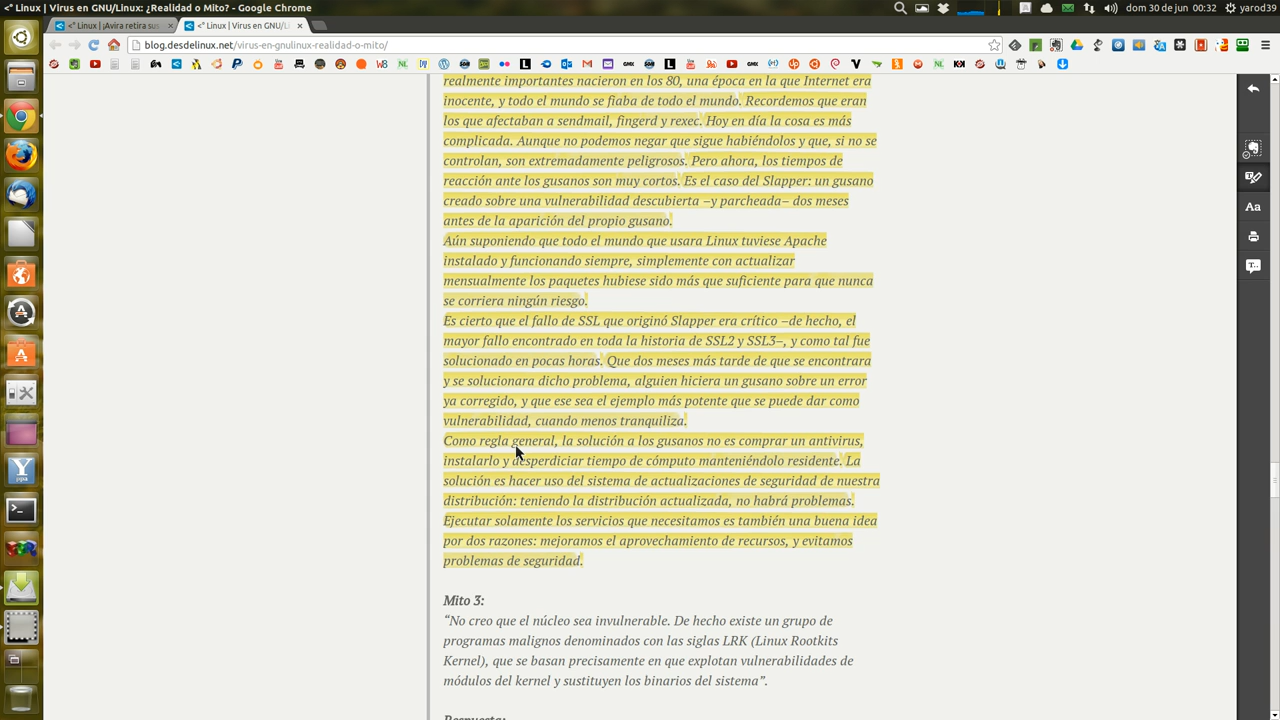 <" Linux | Virus en GNU/Linux: ¿Realidad o Mito? - Google Chrome
dom 30 de jun 00:32 yarod39
<" Linux | ¡Avira retira sus
<" Linux | Virus en GNU/Li
blog.desdelinux.net/virus-en-gnulinux-realidad-o-mito/
realmente importantes nacieron en los 80, una época en la que Internet era
inocente, y todo el mundo se fiaba de todo el mundo. Recordemos que eran
los que afectaban a sendmail, fingerd y rexec. Hoy en día la cosa es más
complicada. Aunque no podemos negar que sigue habiéndolos y que, si no se
controlan, son extremadamente peligrosos. Pero ahora, los tiempos de
reacción ante los gusanos son muy cortos. Es el caso del Slapper: un gusano
creado sobre una vulnerabilidad descubierta –y parcheada– dos meses
antes de la aparición del propio gusano.
Aún suponiendo que todo el mundo que usara Linux tuviese Apache
instalado y funcionando siempre, simplemente con actualizar
mensualmente los paquetes hubiese sido más que suficiente para que nunca
se corriera ningún riesgo.
Es cierto que el fallo de SSL que originó Slapper era crítico –de hecho, el
mayor fallo encontrado en toda la historia de SSL2 y SSL3–, y como tal fue
solucionado en pocas horas. Que dos meses más tarde de que se encontrara
y se solucionara dicho problema, alguien hiciera un gusano sobre un error
ya corregido, y que ese sea el ejemplo más potente que se puede dar como
vulnerabilidad, cuando menos tranquiliza.
Como regla general, la solución a los gusanos no es comprar un antivirus,
instalarlo y desperdiciar tiempo de cómputo manteniéndolo residente. La
solución es hacer uso del sistema de actualizaciones de seguridad de nuestra
distribución: teniendo la distribución actualizada, no habrá problemas.
Ejecutar solamente los servicios que necesitamos es también una buena idea
por dos razones: mejoramos el aprovechamiento de recursos, y evitamos
problemas de seguridad.
Mito 3:
“No creo que el núcleo sea invulnerable. De hecho existe un grupo de
programas malignos denominados con las siglas LRK (Linux Rootkits
Kernel), que se basan precisamente en que explotan vulnerabilidades de
módulos del kernel y sustituyen los binarios del sistema”.
Respuesta:
Aa